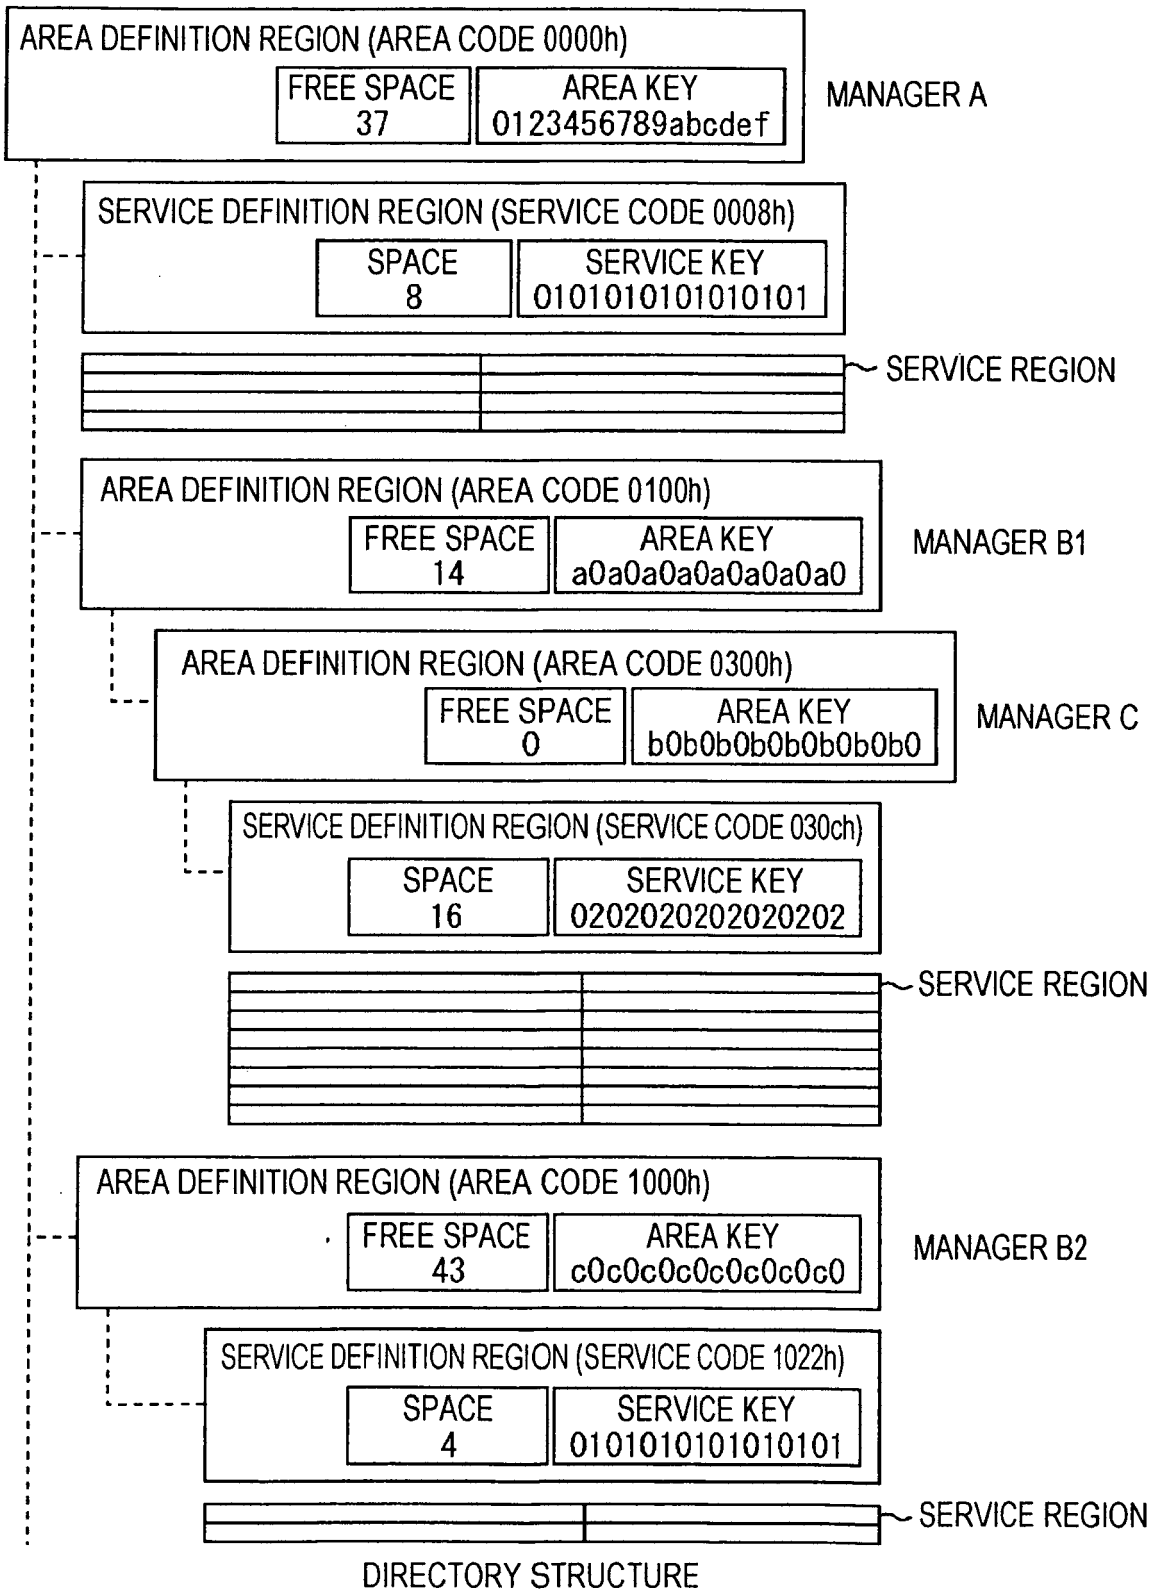 AREA DEFINITION REGION (AREA CODE 0000h)
FREE SPACE
37
AREA KEY
0123456789abcdef
MANAGER A
SERVICE DEFINITION REGION (SERVICE CODE 0008h)
SPACE
8
SERVICE KEY
0101010101010101
SERVICE REGION
AREA DEFINITION REGION (AREA CODE 0100h)
FREE SPACE
14
AREA KEY
a0a0a0a0a0a0a0a0
MANAGER B1
AREA DEFINITION REGION (AREA CODE 0300h)
FREE SPACE
0
AREA KEY
b0b0b0b0b0b0b0b0
MANAGER C
SERVICE DEFINITION REGION (SERVICE CODE 030ch)
SPACE
16
SERVICE KEY
0202020202020202
SERVICE REGION
AREA DEFINITION REGION (AREA CODE 1000h)
FREE SPACE
43
AREA KEY
c0c0c0c0c0c0c0c0
MANAGER B2
SERVICE DEFINITION REGION (SERVICE CODE 1022h)
SPACE
4
SERVICE KEY
0101010101010101
SERVICE REGION
DIRECTORY STRUCTURE